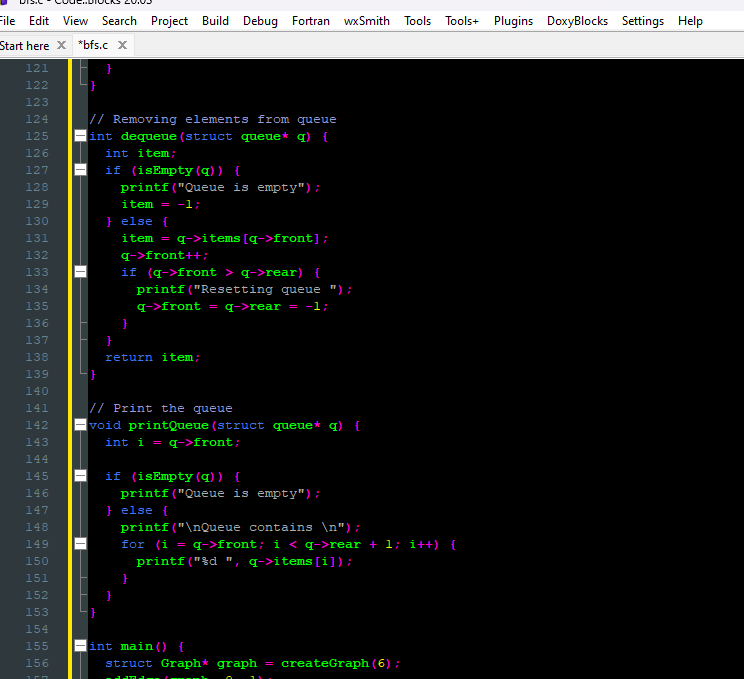 bfs.c - Code::Blocks 20.03
File Edit View Search Project Build Debug Fortran wxSmith Tools Tools+ Plugins DoxyBlocks Settings Help
Start here X *bfs.c X
121 }
122 }
123
124 // Removing elements from queue
125 int dequeue(struct queue* q) {
126 int item;
127 if (isEmpty(q)) {
128 printf("Queue is empty");
129 item = -1;
130 } else {
131 item = q->items[q->front];
132 q->front++;
133 if (q->front > q->rear) {
134 printf("Resetting queue ");
135 q->front = q->rear = -1;
136 }
137 }
138 return item;
139 }
140
141 // Print the queue
142 void printQueue(struct queue* q) {
143 int i = q->front;
144
145 if (isEmpty(q)) {
146 printf("Queue is empty");
147 } else {
148 printf("\nQueue contains \n");
149 for (i = q->front; i < q->rear + 1; i++) {
150 printf("%d ", q->items[i]);
151 }
152 }
153 }
154
155 int main() {
156 struct Graph* graph = createGraph(6);
157 addEdge(graph, 0, 1);